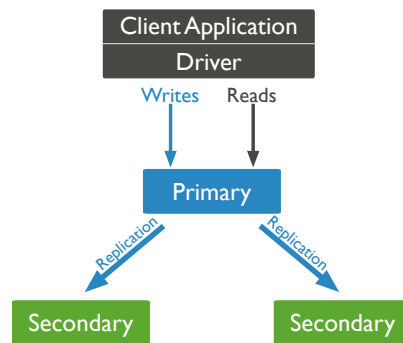 Client Application
Driver
Writes Reads
Primary
Replication Replication
Secondary Secondary